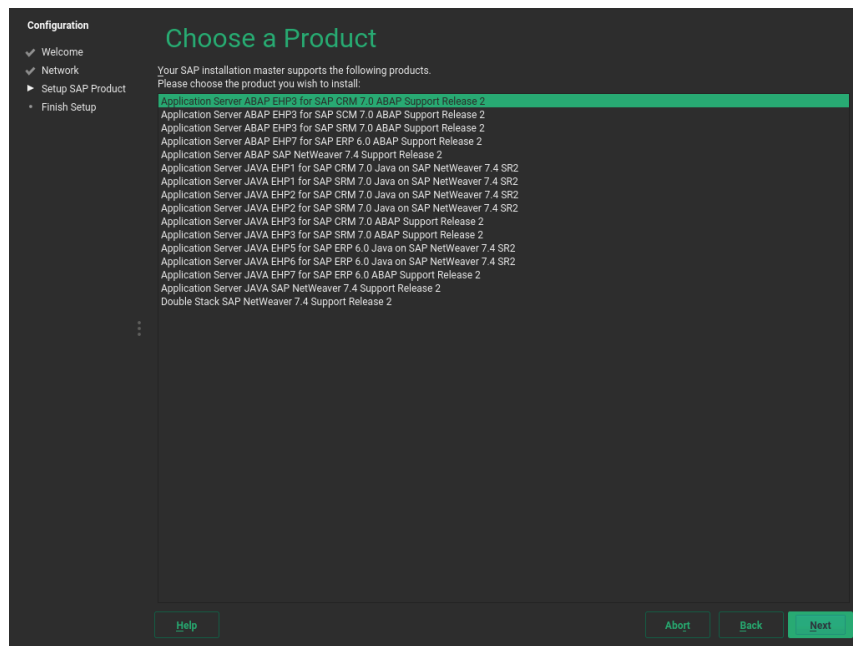 Configuration
Welcome
Network
Setup SAP Product
Finish Setup
Choose a Product
Your SAP installation master supports the following products.
Please choose the product you wish to install:
Application Server ABAP EHP3 for SAP CRM 7.0 ABAP Support Release 2
Application Server ABAP EHP3 for SAP SCM 7.0 ABAP Support Release 2
Application Server ABAP EHP3 for SAP SRM 7.0 ABAP Support Release 2
Application Server ABAP EHP7 for SAP ERP 6.0 ABAP Support Release 2
Application Server ABAP SAP NetWeaver 7.4 Support Release 2
Application Server JAVA EHP1 for SAP CRM 7.0 Java on SAP NetWeaver 7.4 SR2
Application Server JAVA EHP1 for SAP SRM 7.0 Java on SAP NetWeaver 7.4 SR2
Application Server JAVA EHP2 for SAP CRM 7.0 Java on SAP NetWeaver 7.4 SR2
Application Server JAVA EHP2 for SAP SRM 7.0 Java on SAP NetWeaver 7.4 SR2
Application Server JAVA EHP3 for SAP CRM 7.0 ABAP Support Release 2
Application Server JAVA EHP3 for SAP SRM 7.0 ABAP Support Release 2
Application Server JAVA EHP5 for SAP ERP 6.0 Java on SAP NetWeaver 7.4 SR2
Application Server JAVA EHP6 for SAP ERP 6.0 Java on SAP NetWeaver 7.4 SR2
Application Server JAVA EHP7 for SAP ERP 6.0 ABAP Support Release 2
Application Server JAVA SAP NetWeaver 7.4 Support Release 2
Double Stack SAP NetWeaver 7.4 Support Release 2
Help
Abort
Back
Next